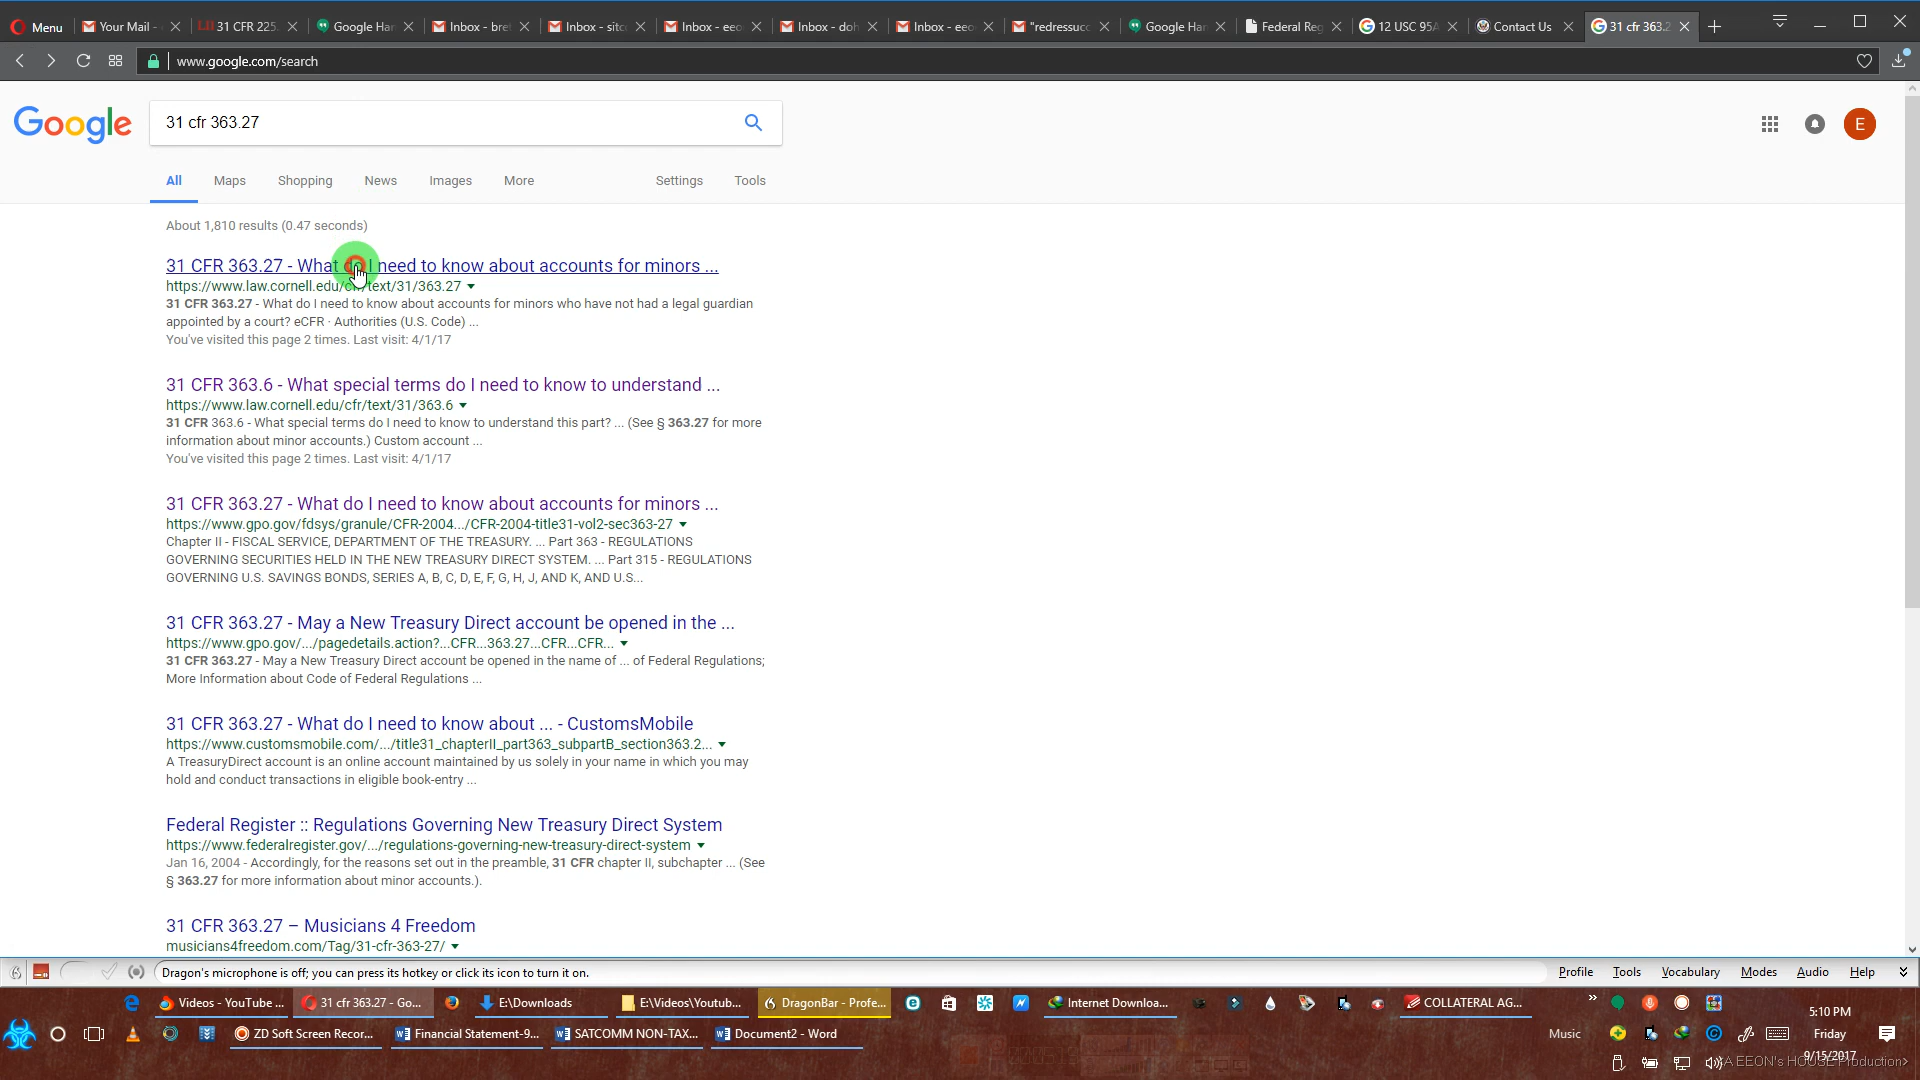 Menu
Your Mail -
31 CFR 225.
Google Han
Inbox - bret
Inbox - sitc
Inbox - eeo
Inbox - doh
Inbox - eeo
"redressucc
Google Han
Federal Reg
12 USC 95A
Contact Us
31 cfr 363.2
www.google.com/search
Google
31 cfr 363.27
E
All Maps Shopping News Images More Settings Tools
About 1,810 results (0.47 seconds)
31 CFR 363.27 - What do I need to know about accounts for minors ...
https://www.law.cornell.edu/cfr/text/31/363.27
31 CFR 363.27 - What do I need to know about accounts for minors who have not had a legal guardian
appointed by a court? eCFR · Authorities (U.S. Code) ...
You've visited this page 2 times. Last visit: 4/1/17
31 CFR 363.6 - What special terms do I need to know to understand ...
https://www.law.cornell.edu/cfr/text/31/363.6
31 CFR 363.6 - What special terms do I need to know to understand this part? ... (See § 363.27 for more
information about minor accounts.) Custom account ...
You've visited this page 2 times. Last visit: 4/1/17
31 CFR 363.27 - What do I need to know about accounts for minors ...
https://www.gpo.gov/fdsys/granule/CFR-2004.../CFR-2004-title31-vol2-sec363-27
Chapter II - FISCAL SERVICE, DEPARTMENT OF THE TREASURY. ... Part 363 - REGULATIONS
GOVERNING SECURITIES HELD IN THE NEW TREASURY DIRECT SYSTEM. ... Part 315 - REGULATIONS
GOVERNING U.S. SAVINGS BONDS, SERIES A, B, C, D, E, F, G, H, J, AND K, AND U.S...
31 CFR 363.27 - May a New Treasury Direct account be opened in the ...
https://www.gpo.gov/.../pagedetails.action?...CFR...363.27...CFR...CFR...
31 CFR 363.27 - May a New Treasury Direct account be opened in the name of ... of Federal Regulations;
More Information about Code of Federal Regulations ...
31 CFR 363.27 - What do I need to know about ... - CustomsMobile
https://www.customsmobile.com/.../title31_chapterII_part363_subpartB_section363.2...
A TreasuryDirect account is an online account maintained by us solely in your name in which you may
hold and conduct transactions in eligible book-entry ...
Federal Register :: Regulations Governing New Treasury Direct System
https://www.federalregister.gov/.../regulations-governing-new-treasury-direct-system
Jan 16, 2004 - Accordingly, for the reasons set out in the preamble, 31 CFR chapter II, subchapter ... (See
§ 363.27 for more information about minor accounts.).
31 CFR 363.27 – Musicians 4 Freedom
musicians4freedom.com/Tag/31-cfr-363-27/
Dragon's microphone is off; you can press its hotkey or click its icon to turn it on.
Profile Tools Vocabulary Modes Audio Help
Videos - YouTube ...
31 cfr 363.27 - Go...
E:\Downloads
E:\Videos\Youtub...
DragonBar - Profe...
Internet Downloa...
COLLATERAL AG...
ZD Soft Screen Recor...
Financial Statement-9...
SATCOMM NON-TAX...
Document2 - Word
Music
5:10 PM
Friday
9/15/2017
A EEON's HOUSE Production>